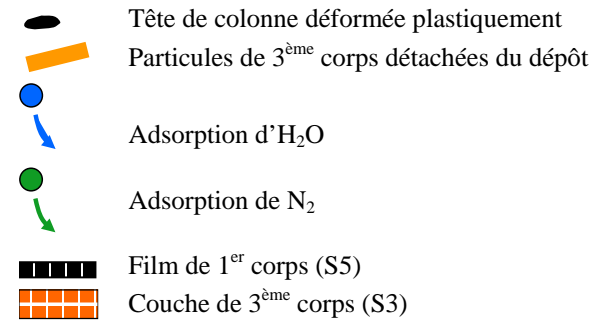 Tête de colonne déformée plastiquement
Particules de 3ème corps détachées du dépôt
Adsorption d’H2O
Adsorption de N2
Film de 1er corps (S5)
Couche de 3ème corps (S3)